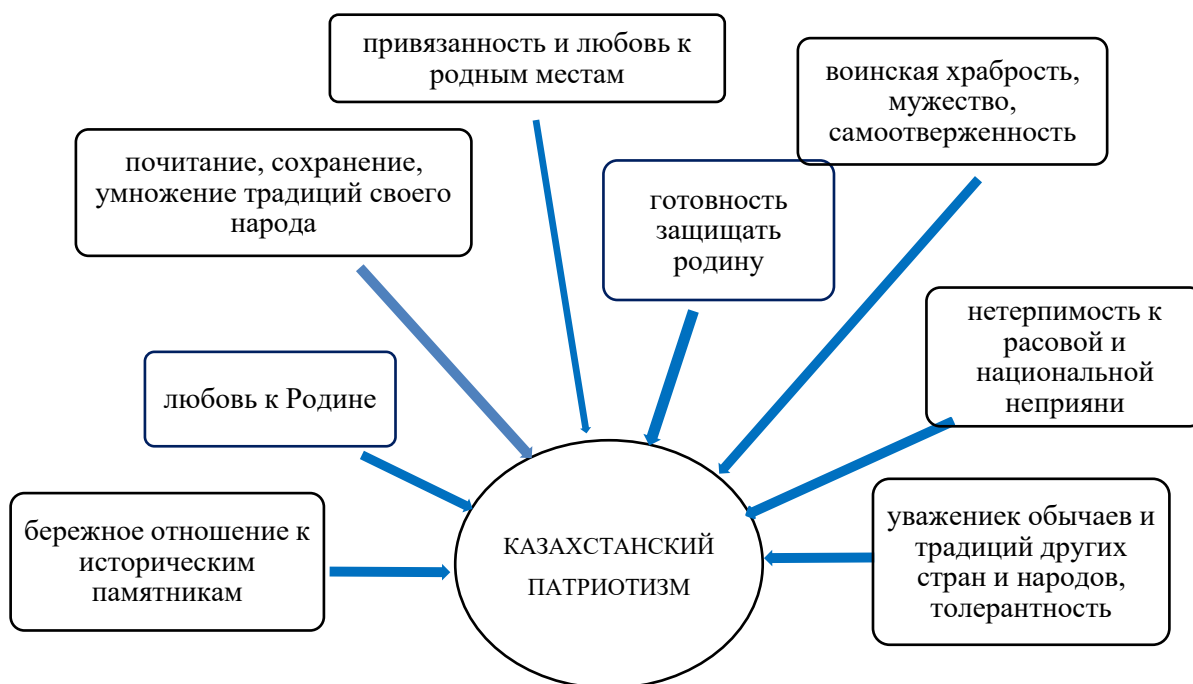 привязанность и любовь к
родным местам
воинская храбрость,
мужество,
самоотверженность
почитание, сохранение,
умножение традиций своего
народа
готовность
защищать
родину
нетерпимость к
расовой и
национальной
неприяни
любовь к Родине
бережное отношение к
историческим
памятникам
КАЗАХСТАНСКИЙ
ПАТРИОТИЗМ
уважениек обычаев и
традиций других
стран и народов,
толерантность